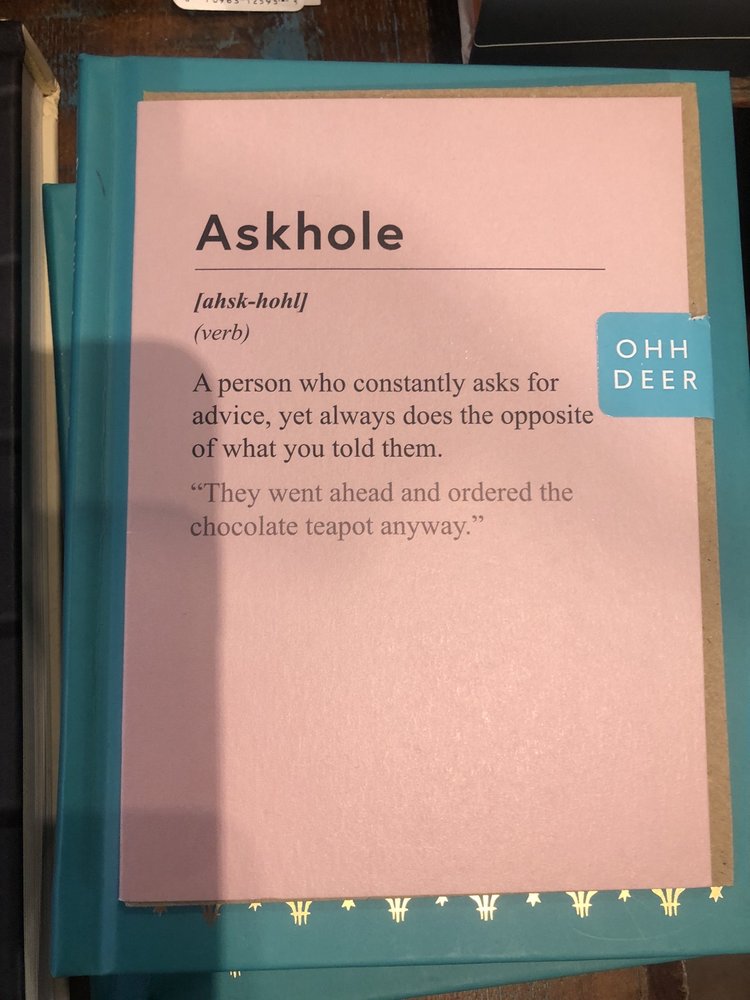 Askhole
[ahsk-hohl]
(verb)
A person who constantly asks for
advice, yet always does the opposite
of what you told them.
“They went ahead and ordered the
chocolate teapot anyway.”
OHH
DEER